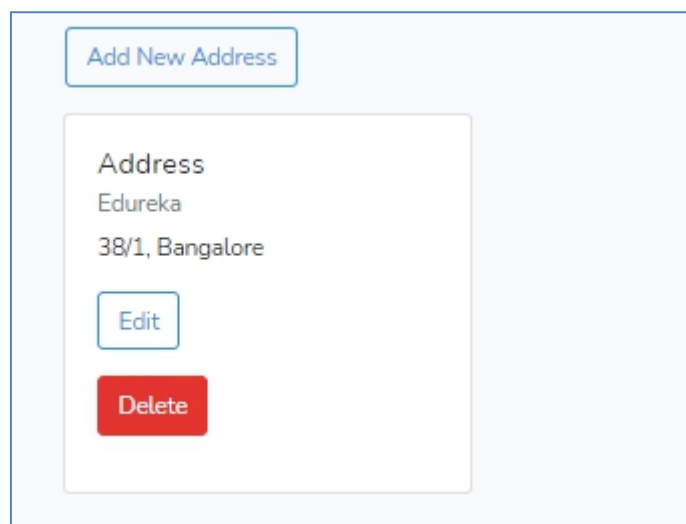 Add New Address
Address
Edureka
38/1, Bangalore
Edit
Delete